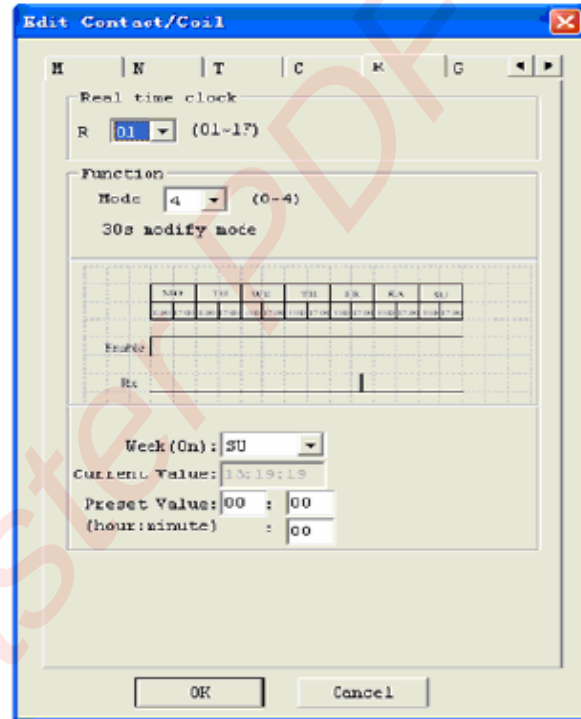 Edit Contact/Coil
M N T C R G
Real time clock
R 01 (01~1F)
Function
Mode 4 (0~4)
30s modify mode
MO TU WE TH FR SA SU
Enable
Rx
Week(On): SU
Current Value: 13:19:19
Preset Value: 00 : 00
(hour:minute) : 00
OK Cancel